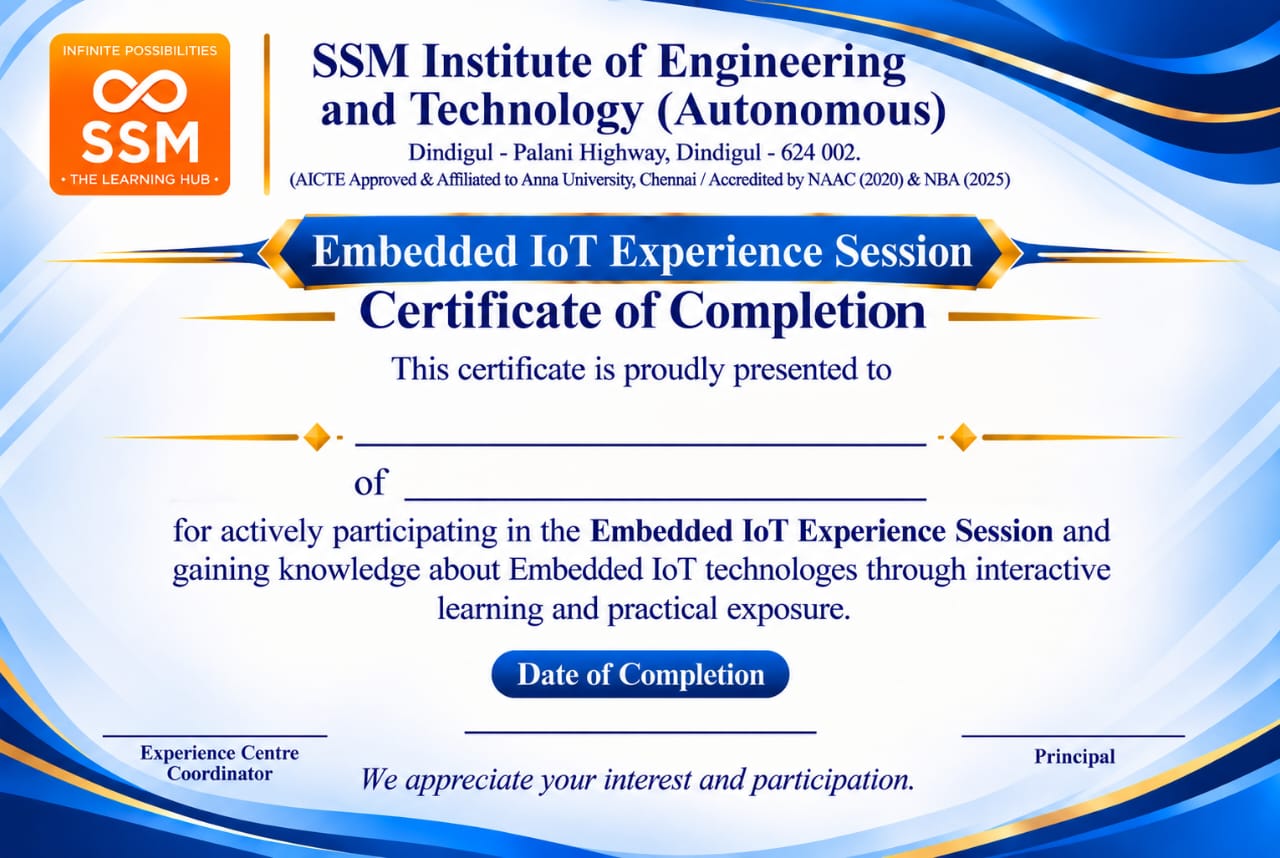 INFINITE POSSIBILITIES
SSM
• THE LEARNING HUB •
SSM Institute of Engineering
and Technology (Autonomous)
Dindigul - Palani Highway, Dindigul - 624 002.
(AICTE Approved & Affiliated to Anna University, Chennai / Accredited by NAAC (2020) & NBA (2025)
Embedded IoT Experience Session
Certificate of Completion
This certificate is proudly presented to
of
for actively participating in the Embedded IoT Experience Session and
gaining knowledge about Embedded IoT technologes through interactive
learning and practical exposure.
Date of Completion
Experience Centre
Coordinator
Principal
We appreciate your interest and participation.